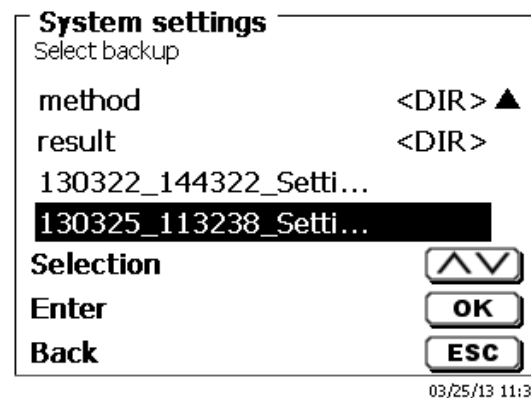 System settings
Select backup
method <DIR>
result <DIR>
130322_144322_Setti...
130325_113238_Setti...
Selection
Enter OK
Back ESC
03/25/13 11:3